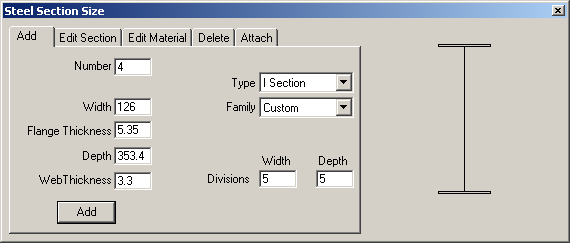 Steel Section Size
Add Edit Section Edit Material Delete Attach
Number 4
Type I Section
Width 126
Family Custom
Flange Thickness 5.35
Depth 353.4
Width Depth
WebThickness 3.3
Divisions 5 5
Add